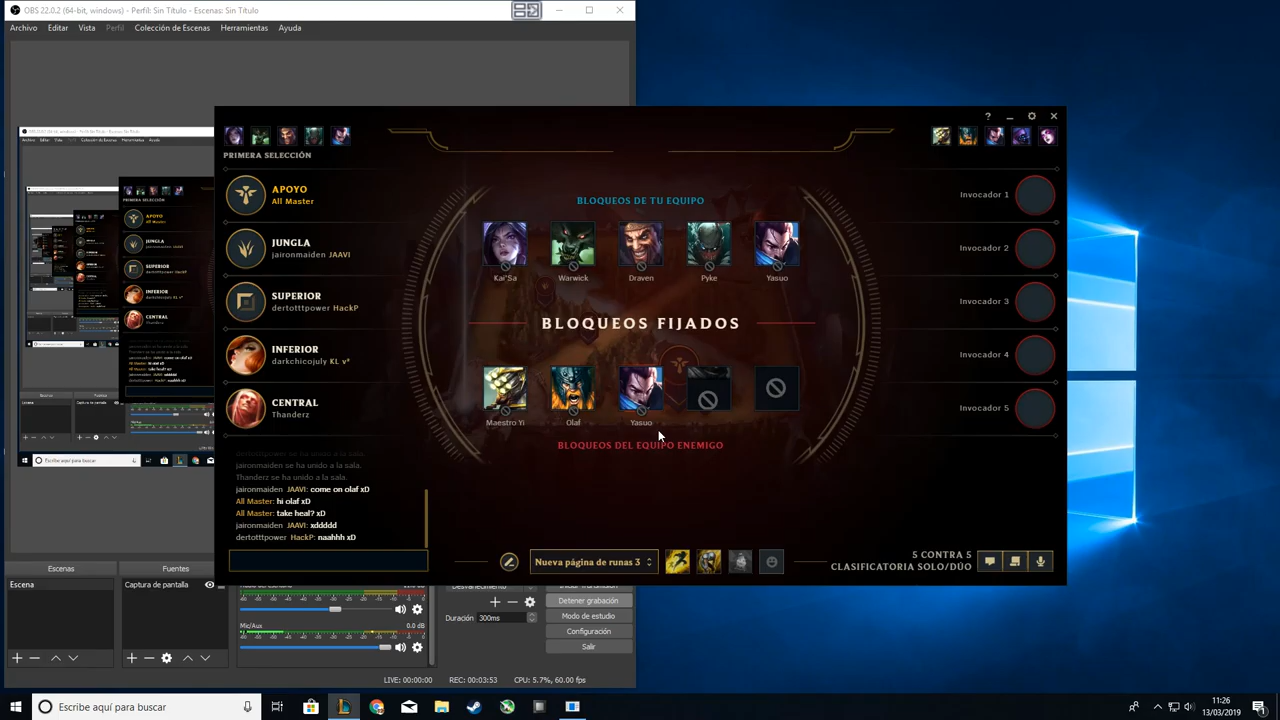 OBS 22.0.2 (64-bit, windows) - Perfil: Sin Título - Escenas: Sin Título
Archivo Editar Vista Perfil Colección de Escenas Herramientas Ayuda
PRIMERA SELECCIÓN
APOYO
All Master
JUNGLA
jaironmaiden JAAVI
SUPERIOR
dertotttpower HackP
INFERIOR
darkchicojuly KL v*
CENTRAL
Thanderz
BLOQUEOS DE TU EQUIPO
Kai'Sa Warwick Draven Pyke Yasuo
BLOQUEOS FIJADOS
Maestro Yi Olaf Yasuo
BLOQUEOS DEL EQUIPO ENEMIGO
Invocador 1
Invocador 2
Invocador 3
Invocador 4
Invocador 5
dertotttpower se ha unido a la sala.
jaironmaiden se ha unido a la sala.
Thanderz se ha unido a la sala.
jaironmaiden JAAVI: come on olaf xD
All Master: hi olaf xD
All Master: take heal? xD
jaironmaiden JAAVI: xddddd
dertotttpower HackP: naahhh xD
Nueva página de runas 3
5 CONTRA 5
CLASIFICATORIA SOLO/DÚO
Escenas
Escena
Fuentes
Captura de pantalla
Mic/Aux 0.0 dB
Duración 300ms
Detener grabación
Modo de estudio
Configuración
Salir
LIVE: 00:00:00 REC: 00:03:53 CPU: 5.7%, 60.00 fps
Escribe aquí para buscar
11:26
13/03/2019